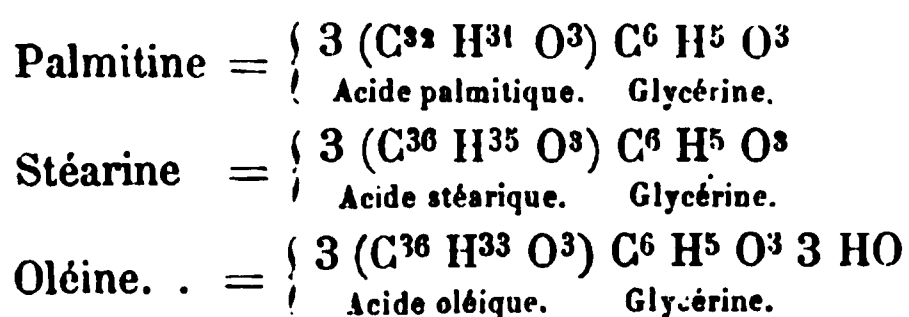 Palmitine = { 3 (C³² H³¹ O³) C⁶ H⁵ O³
Acide palmitique. Glycérine.
Stéarine = { 3 (C³⁶ H³⁵ O³) C⁶ H⁵ O³
Acide stéarique. Glycérine.
Oléine. . = { 3 (C³⁶ H³³ O³) C⁶ H⁵ O³ 3 HO
Acide oléique. Glycérine.